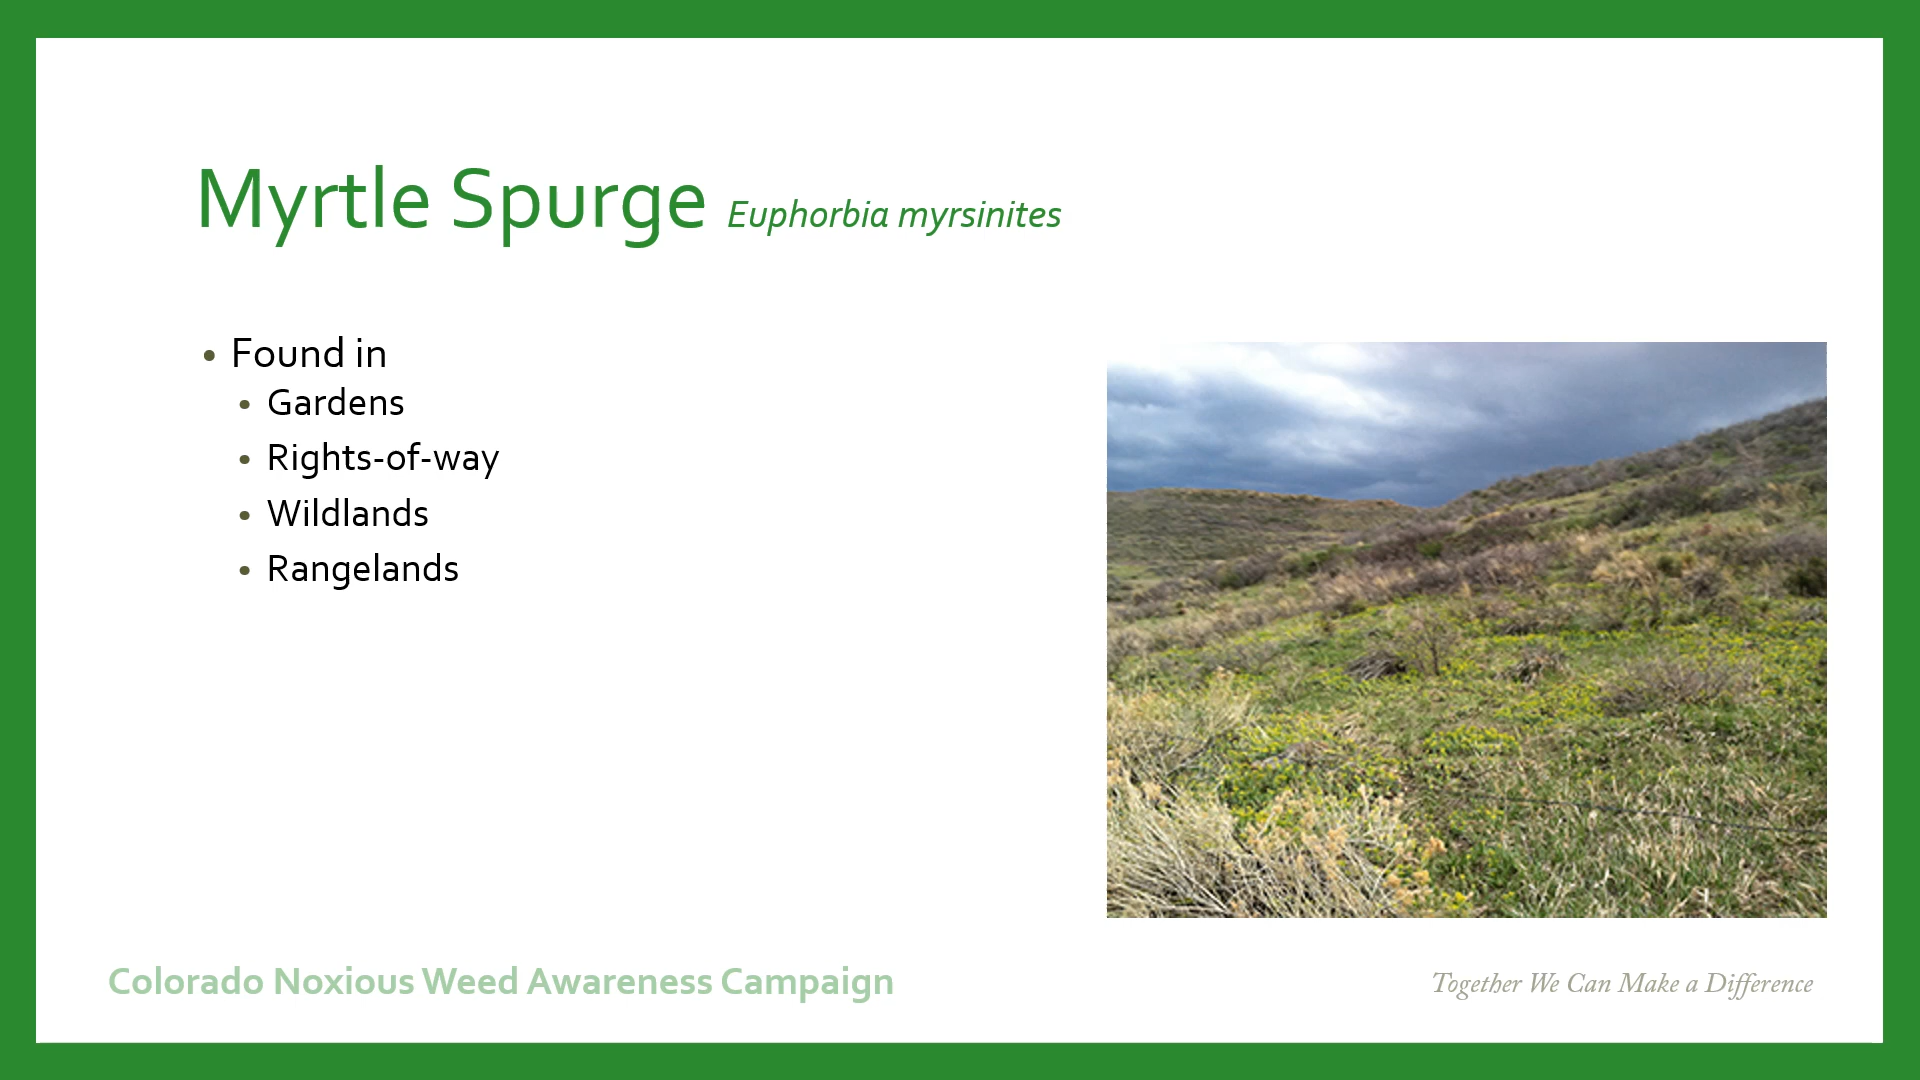 Myrtle Spurge Euphorbia myrsinites
• Found in
• Gardens
• Rights-of-way
• Wildlands
• Rangelands
Colorado Noxious Weed Awareness Campaign
Together We Can Make a Difference